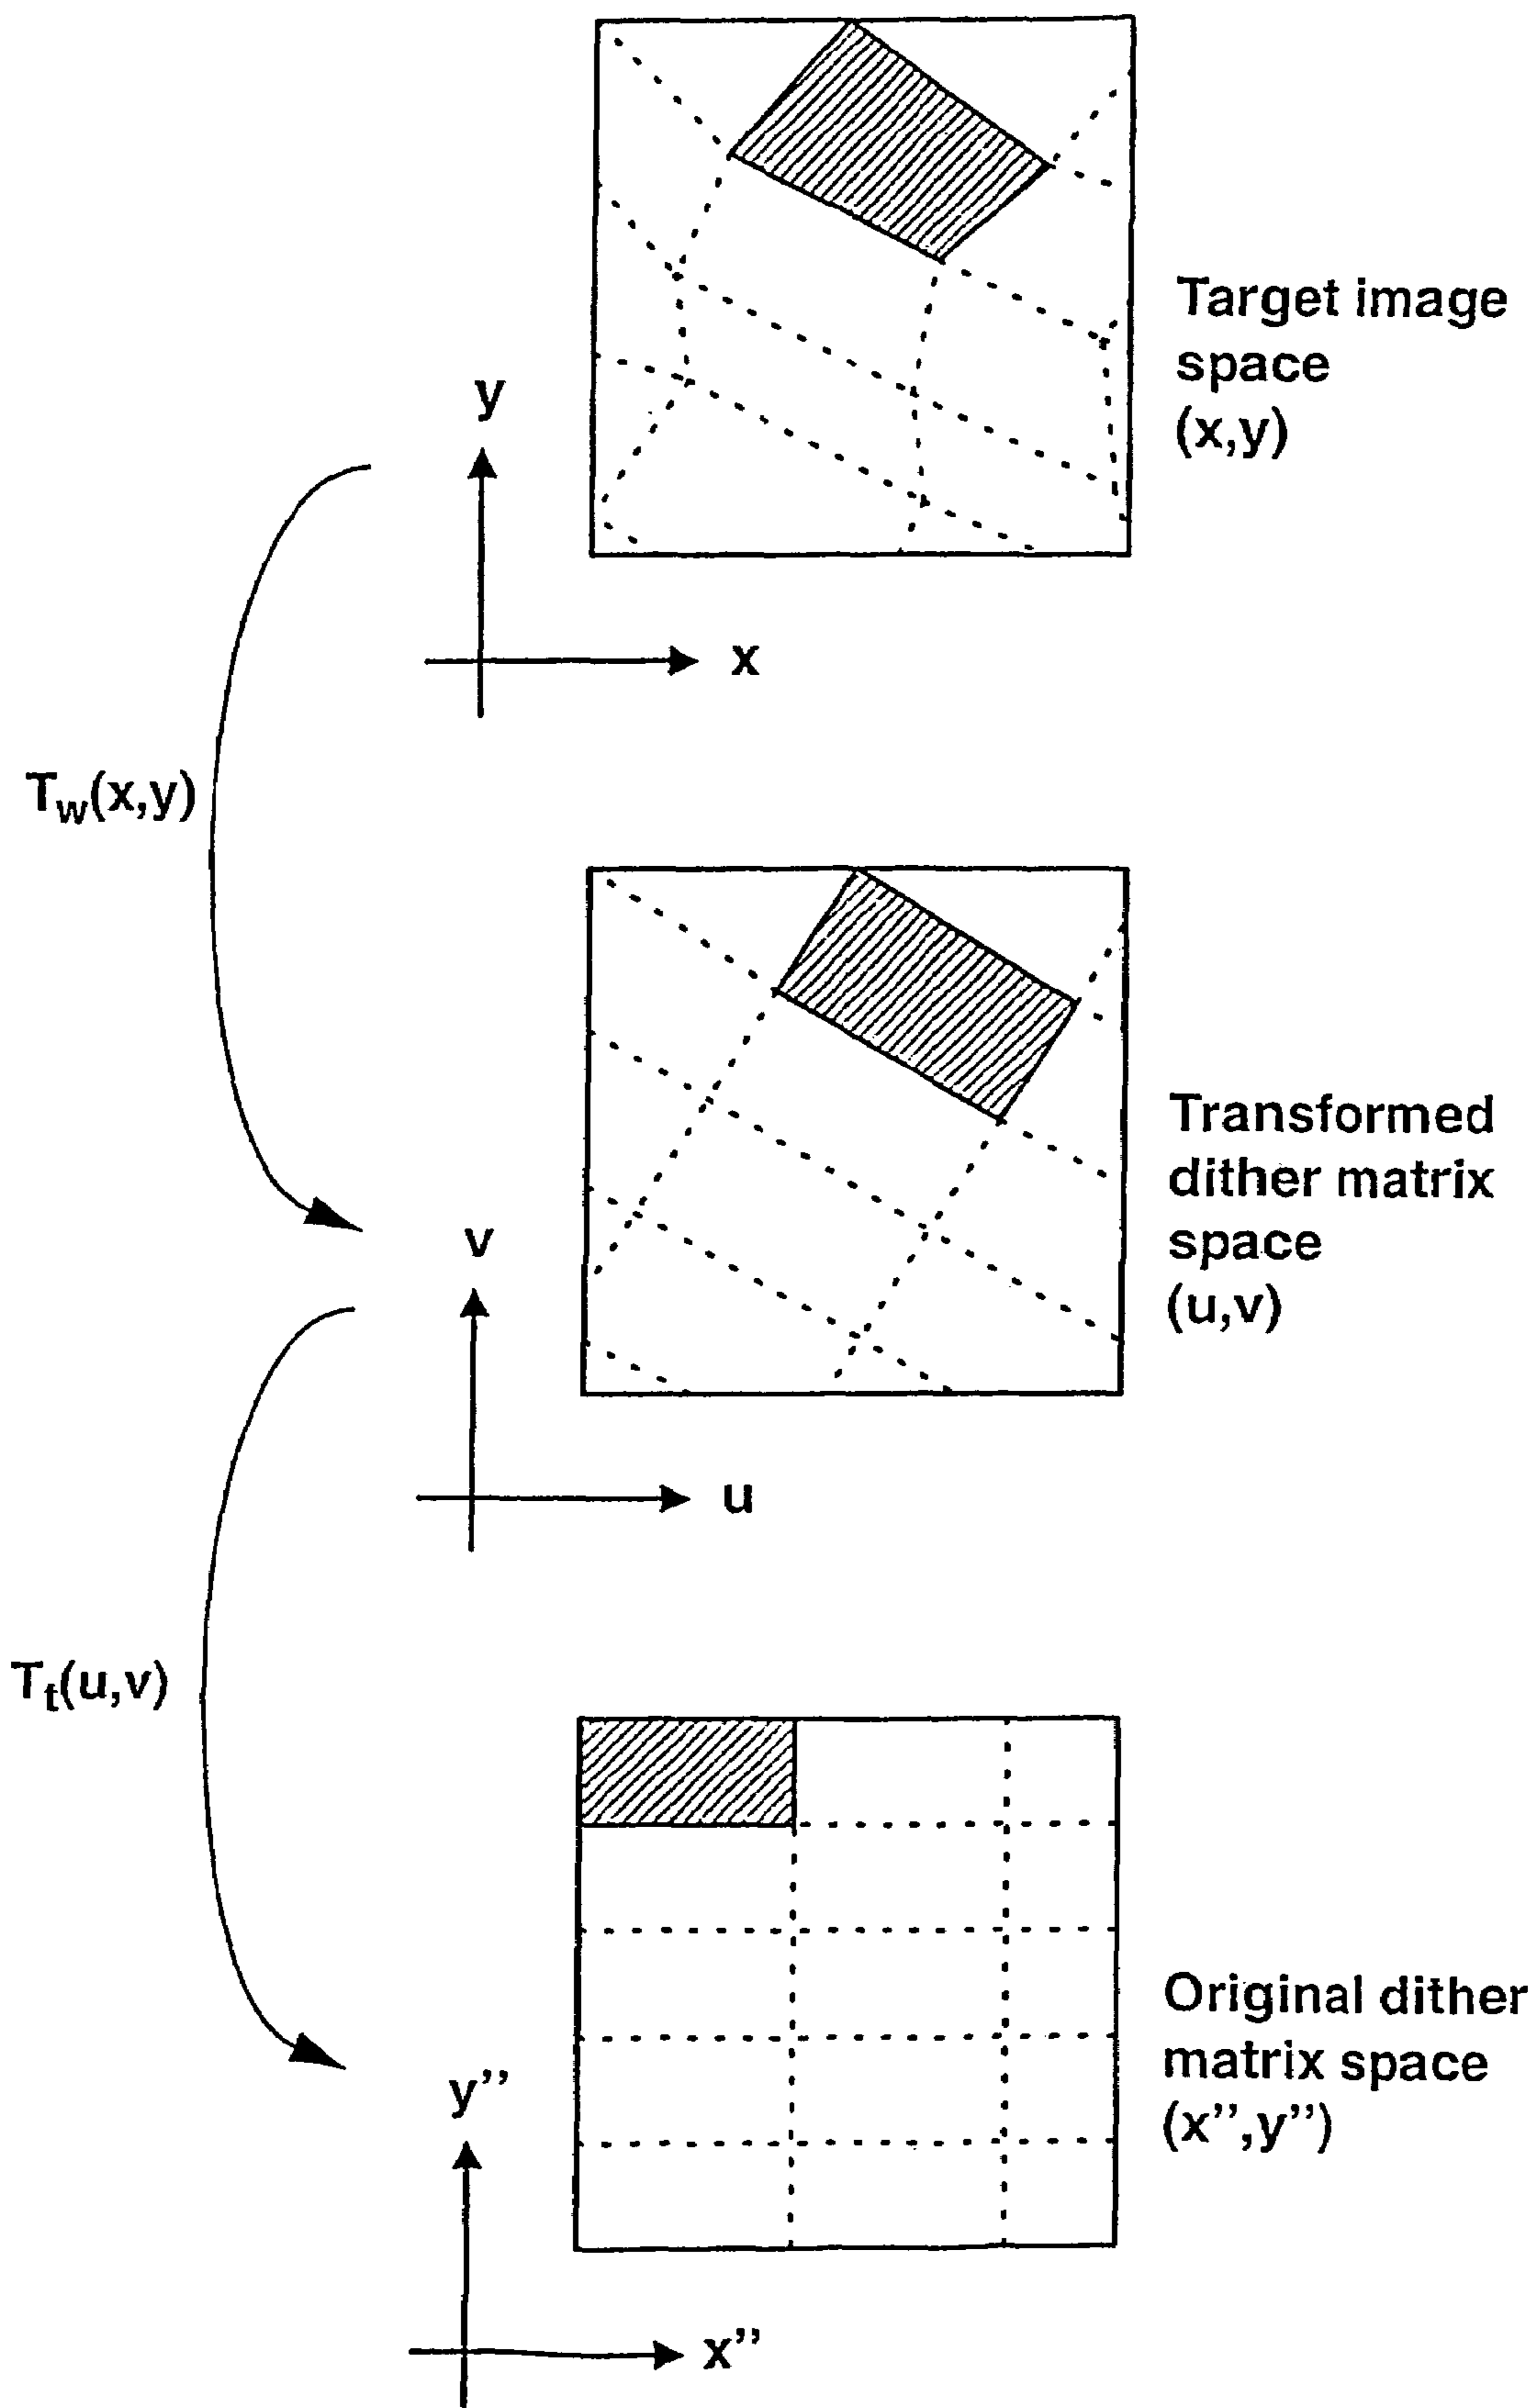 Target image
space
(x,y)
y
x
T_w(x,y)
Transformed
dither matrix
space
(u,v)
v
u
T_t(u,v)
Original dither
matrix space
(x’’,y’’)
y’’
x’’